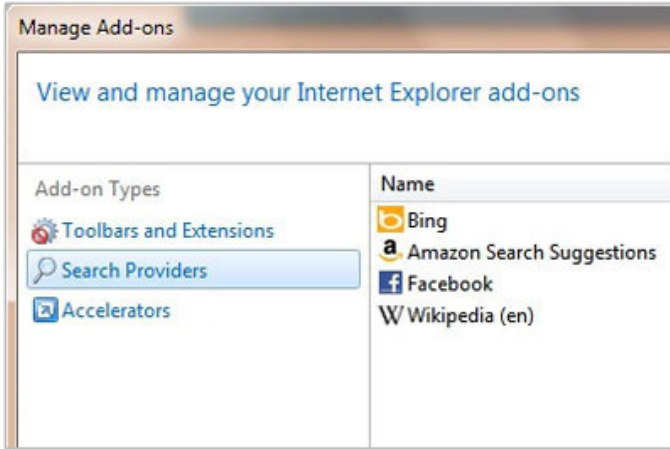 Manage Add-ons
View and manage your Internet Explorer add-ons
Add-on Types
Toolbars and Extensions
Search Providers
Accelerators
Name
Bing
Amazon Search Suggestions
Facebook
Wikipedia (en)